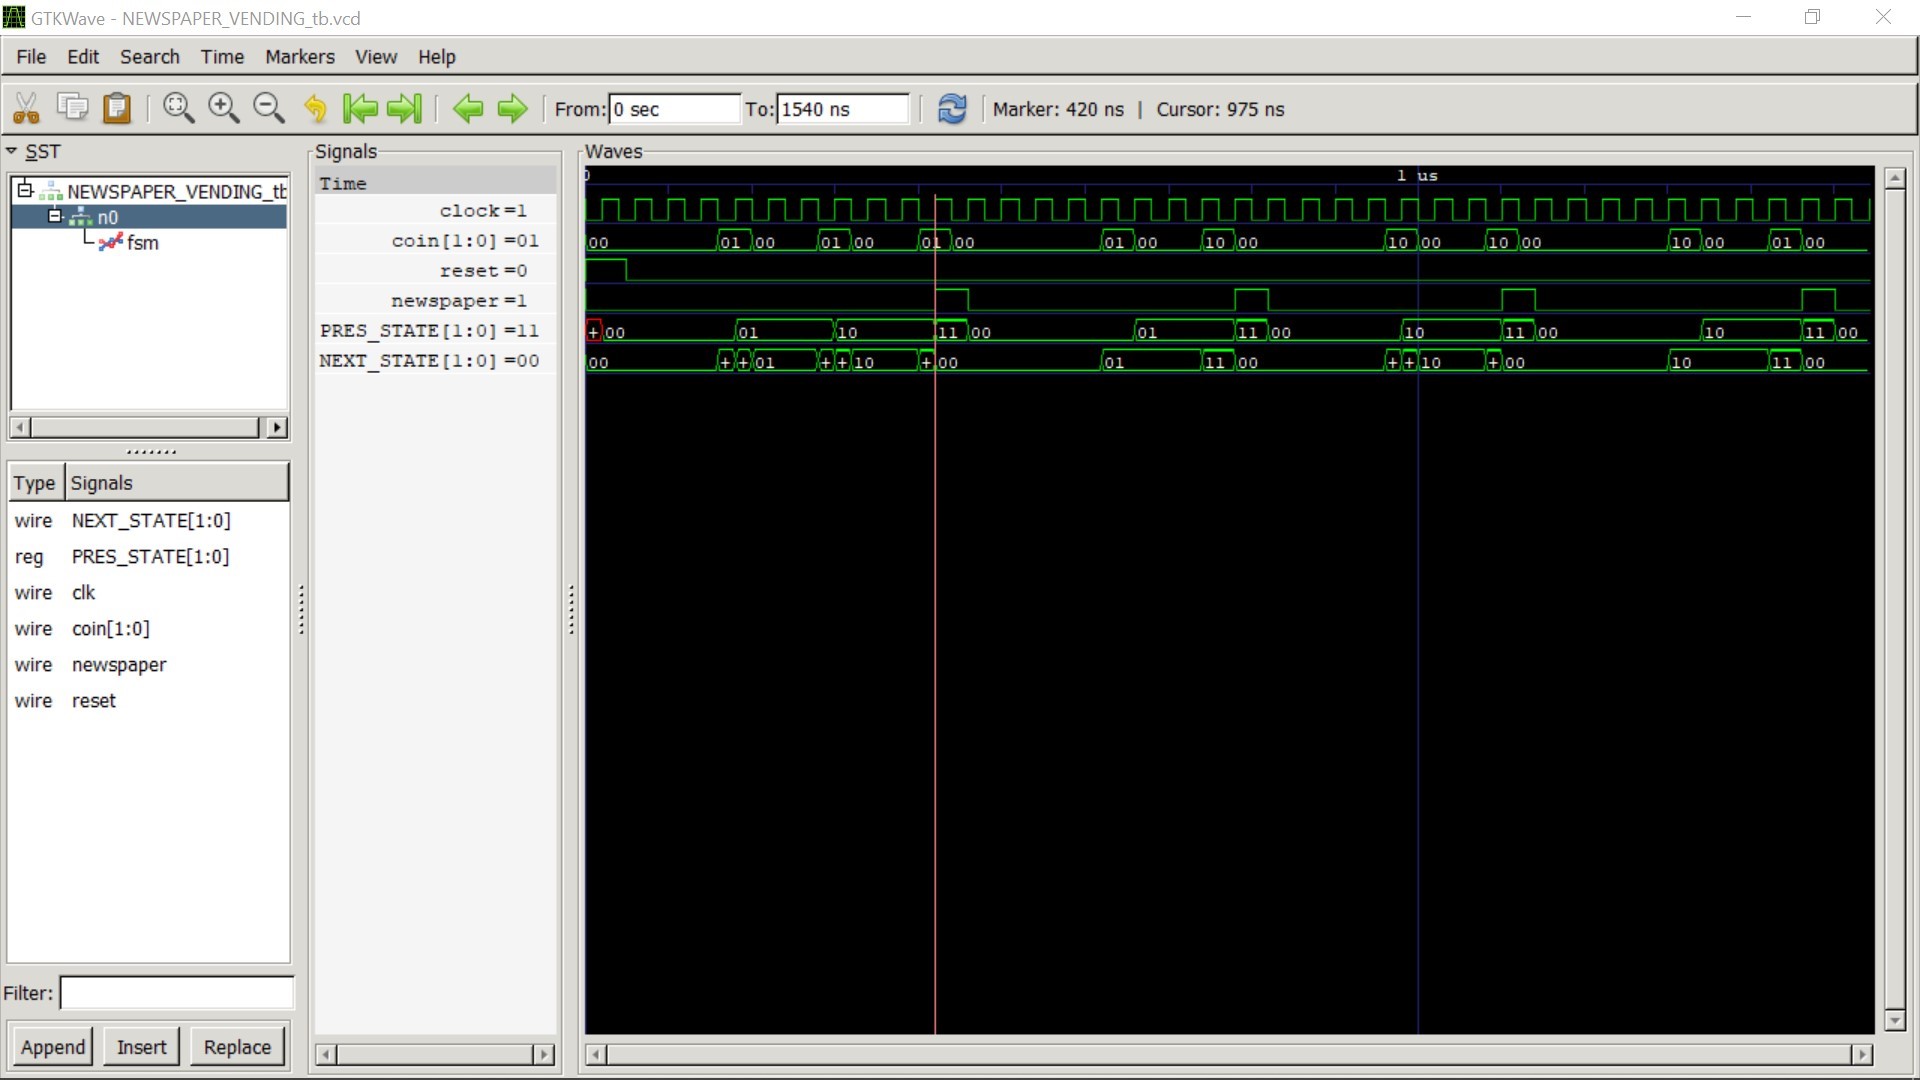 GTKWave - NEWSPAPER_VENDING_tb.vcd
File Edit Search Time Markers View Help
From: 0 sec To: 1540 ns Marker: 420 ns | Cursor: 975 ns
SST
NEWSPAPER_VENDING_tb
n0
fsm
Type Signals
wire NEXT_STATE[1:0]
reg PRES_STATE[1:0]
wire clk
wire coin[1:0]
wire newspaper
wire reset
Filter:
Append Insert Replace
Signals
Time
clock=1
coin[1:0]=01
reset=0
newspaper=1
PRES_STATE[1:0]=11
NEXT_STATE[1:0]=00
Waves
0 1 us
00 01 00 01 00 01 00 01 00 10 00 10 00 10 00 10 00 01 00
+ 00 01 10 11 00 01 11 00 10 11 00 10 11 00
00 + + 01 + + 10 + 00 01 11 00 + + 10 + 00 10 11 00